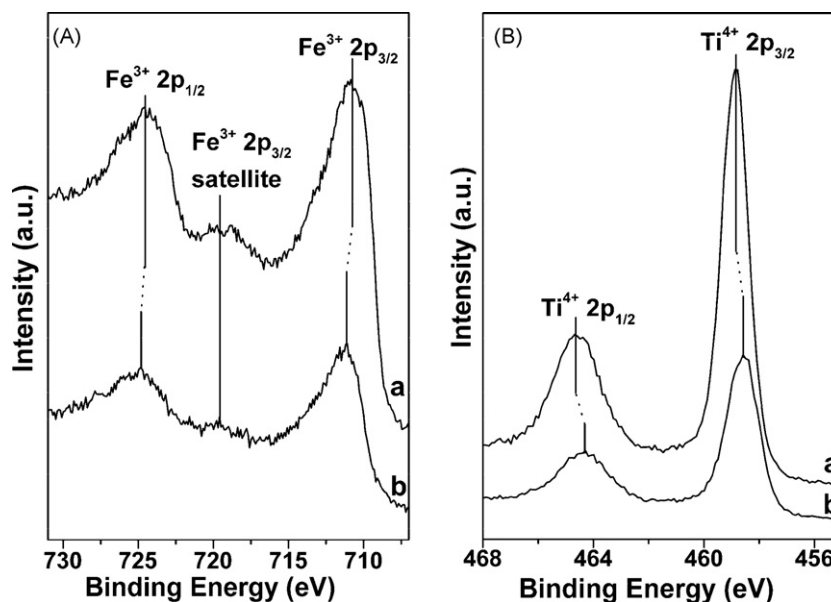 (A)
Fe³⁺ 2p₃/₂
Fe³⁺ 2p₁/₂
Fe³⁺ 2p₃/₂
satellite
a
b
Intensity (a.u.)
730 725 720 715 710
Binding Energy (eV)
(B)
Ti⁴⁺ 2p₃/₂
Ti⁴⁺ 2p₁/₂
a
b
Intensity (a.u.)
468 464 460 456
Binding Energy (eV)